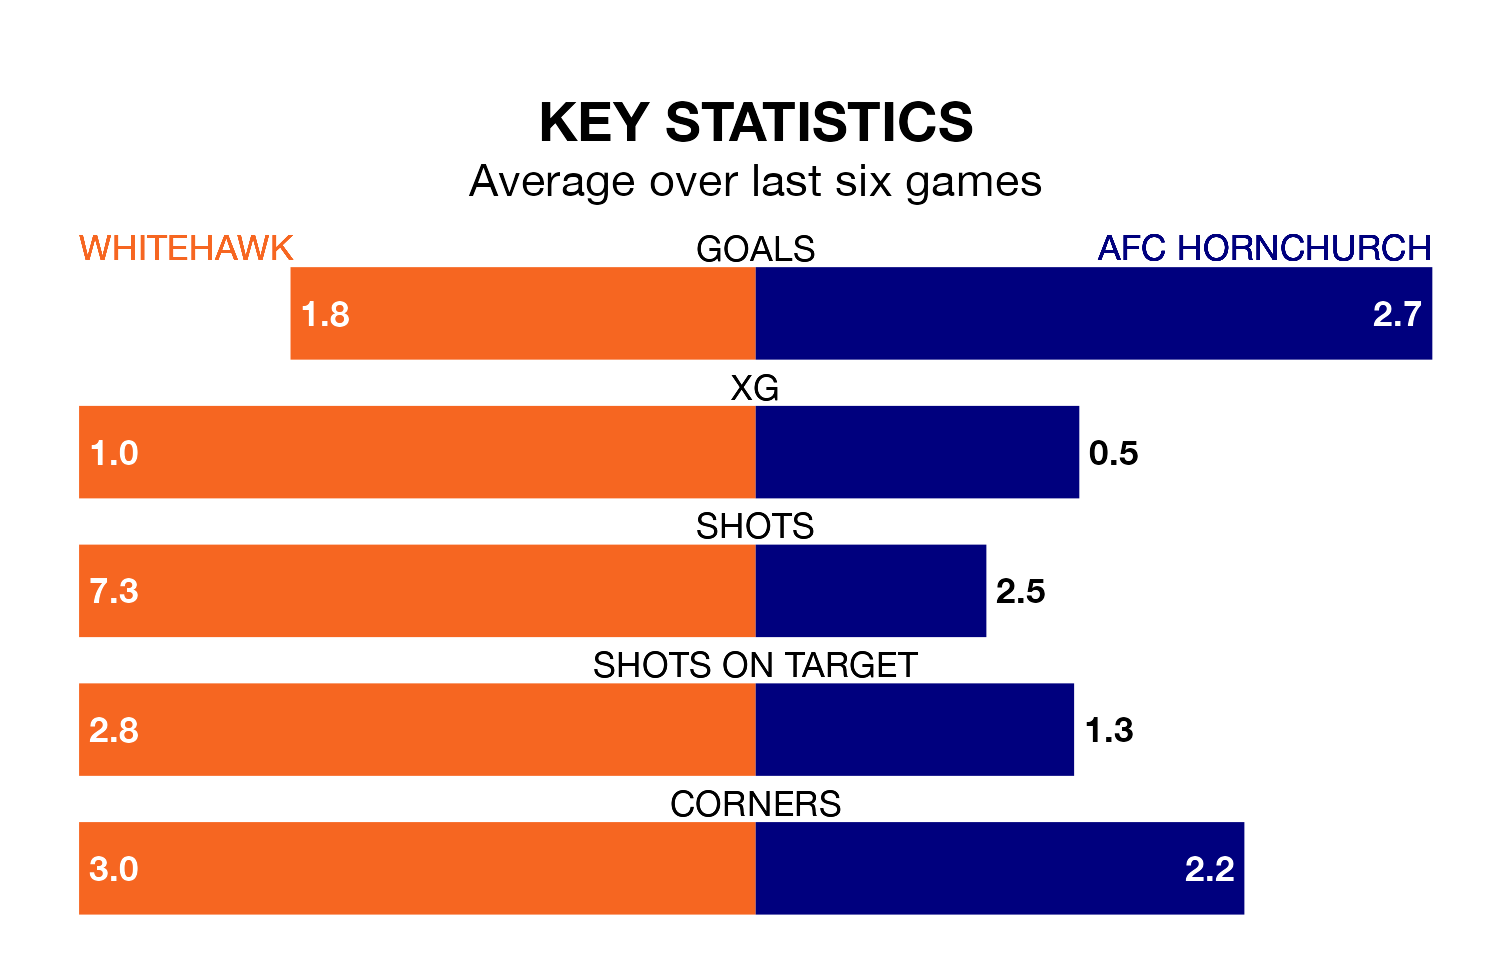 KEY STATISTICS
Average over last six games
WHITEHAWK GOALS AFC HORNCHURCH
1.8 2.7
XG
1.0 0.5
SHOTS
7.3 2.5
SHOTS ON TARGET
2.8 1.3
CORNERS
3.0 2.2